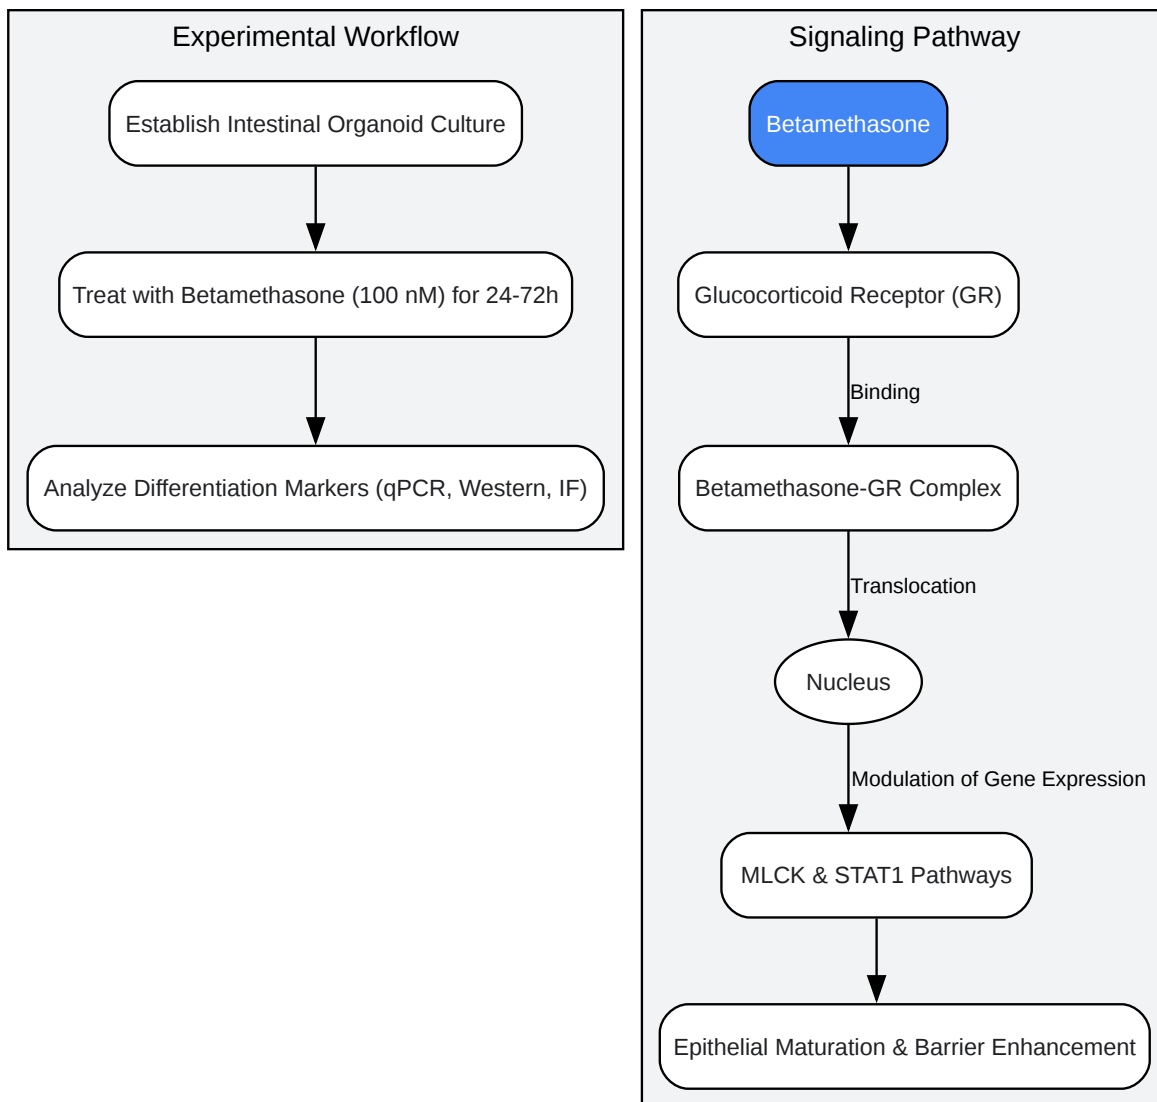 Experimental Workflow
Establish Intestinal Organoid Culture
Treat with Betamethasone (100 nM) for 24-72h
Analyze Differentiation Markers (qPCR, Western, IF)
Signaling Pathway
Betamethasone
Glucocorticoid Receptor (GR)
Binding
Betamethasone-GR Complex
Translocation
Nucleus
Modulation of Gene Expression
MLCK & STAT1 Pathways
Epithelial Maturation & Barrier Enhancement